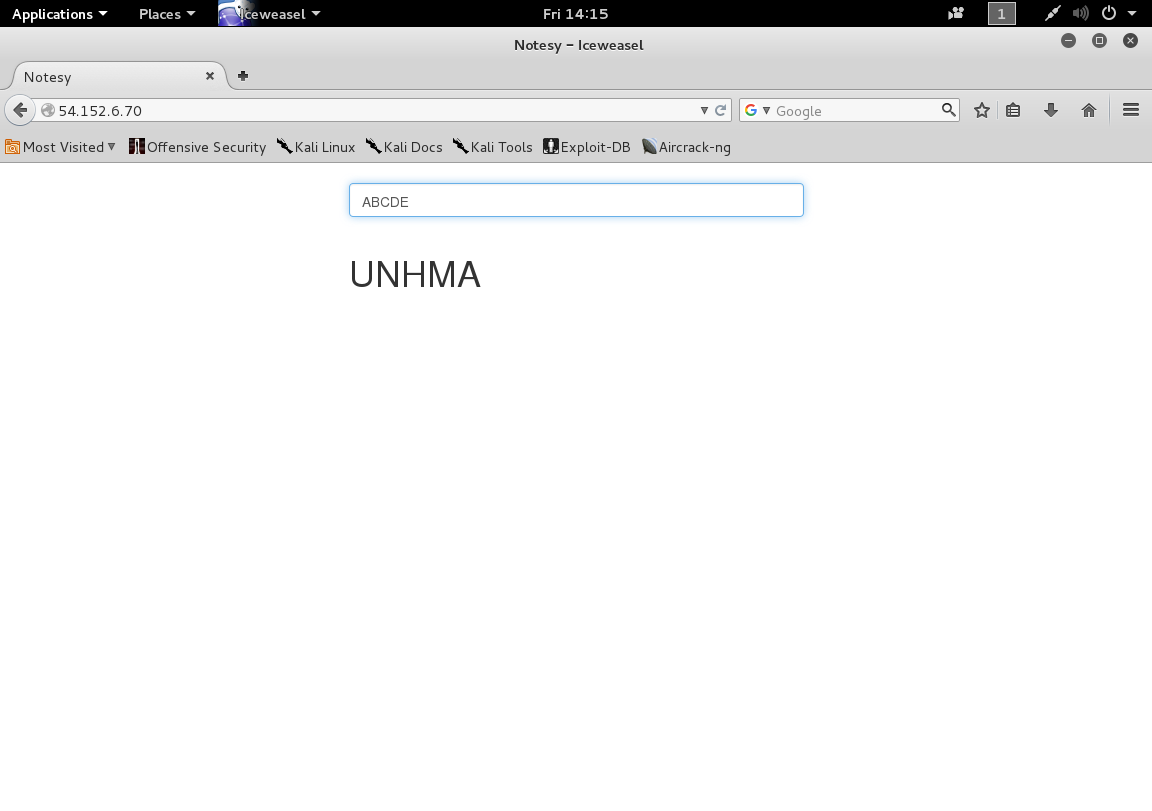 Applications Places Iceweasel Fri 14:15 1
Notesy – Iceweasel
Notesy
54.152.6.70 Google
Most Visited Offensive Security Kali Linux Kali Docs Kali Tools Exploit-DB Aircrack-ng
ABCDE
UNHMA